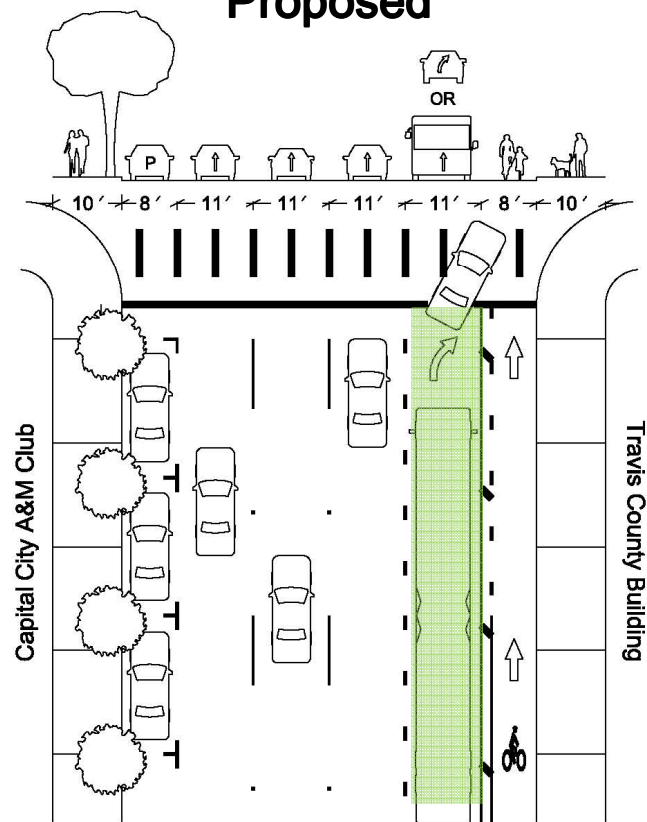 Proposed
OR
P
10' 8' 11' 11' 11' 11' 8' 10'
Capital City A&M Club
Travis County Building